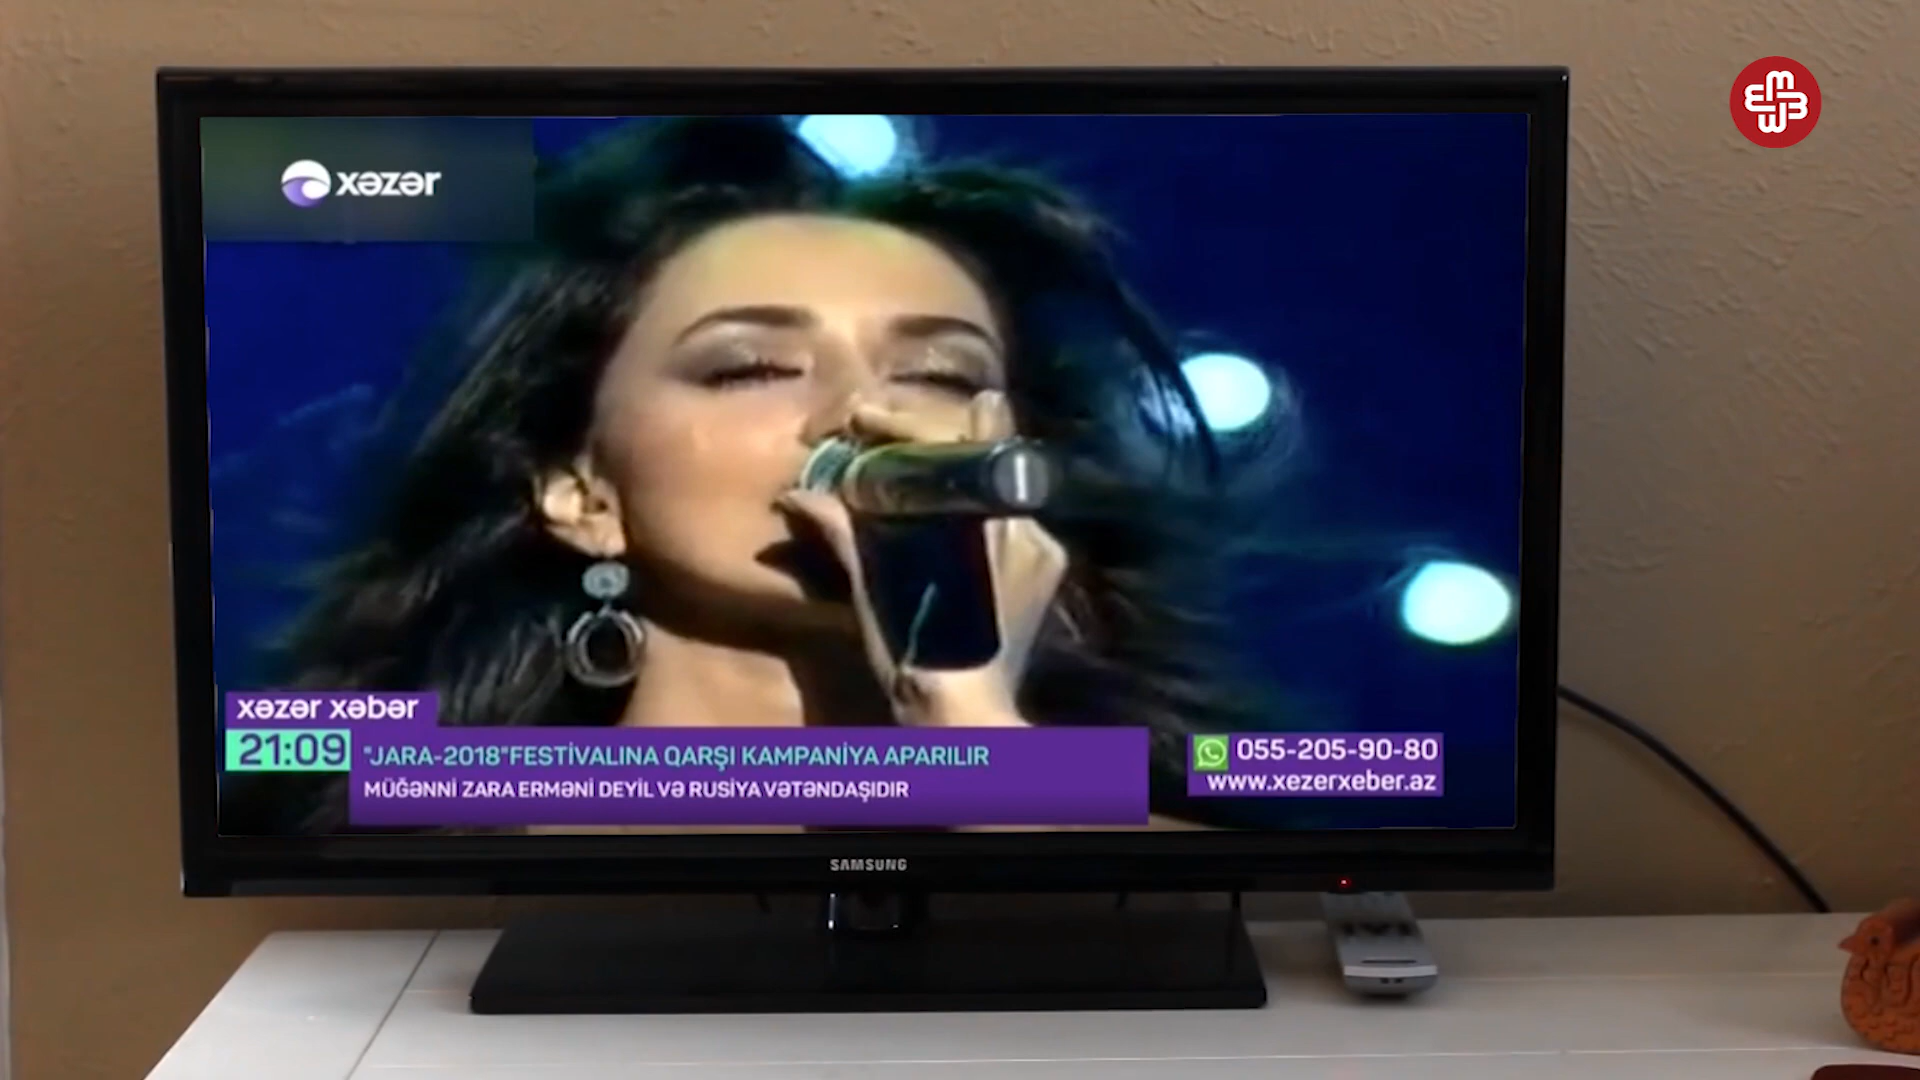 xəzər
xəzər xəbər
21:09
"JARA-2018"FESTİVALINA QARŞI KAMPANİYA APARILIR
MÜĞƏNNİ ZARA ERMƏNİ DEYİL VƏ RUSİYA VƏTƏNDAŞIDIR
055-205-90-80
www.xezerxeber.az
SAMSUNG